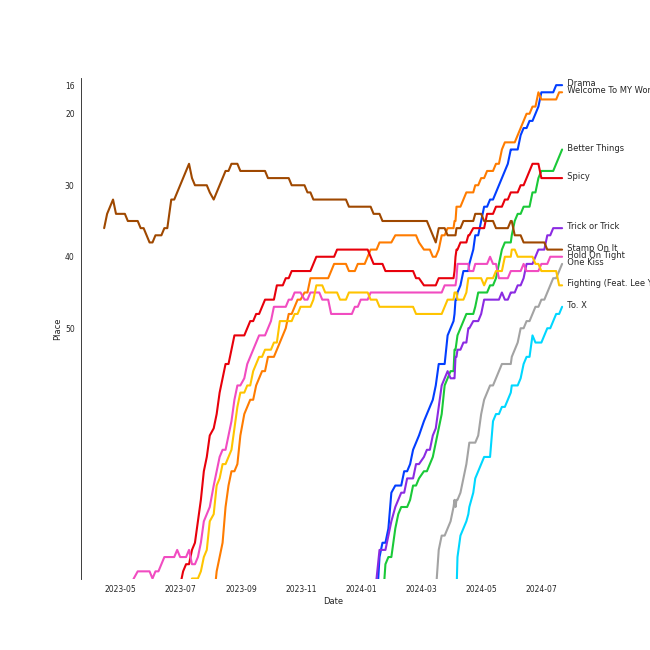 16
20
30
40
50
Place
Drama
Welcome To MY Wor
Better Things
Spicy
Trick or Trick
Stamp On It
Hold On Tight
One Kiss
Fighting (Feat. Lee Y
To. X
2023-05
2023-07
2023-09
2023-11
2024-01
2024-03
2024-05
2024-07
Date